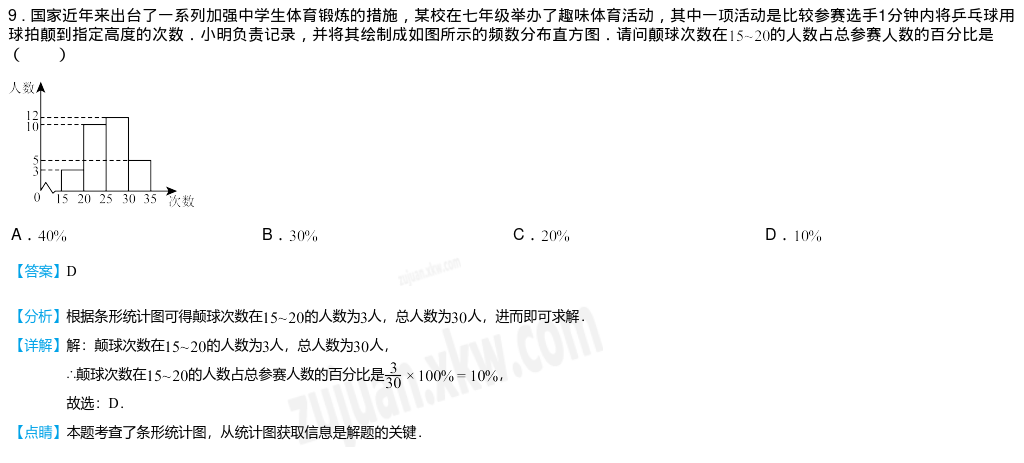 9．国家近年来出台了一系列加强中学生体育锻炼的措施，某校在七年级举办了趣味体育活动，其中一项活动是比较参赛选手1分钟内将乒乓球用
球拍颠到指定高度的次数．小明负责记录，并将其绘制成如图所示的频数分布直方图．请问颠球次数在15~20的人数占总参赛人数的百分比是
（　　）
人数
12
10
5
3
0 15 20 25 30 35 次数
A．40% B．30% C．20% D．10%
【答案】D
【分析】根据条形统计图可得颠球次数在15~20的人数为3人，总人数为30人，进而即可求解．
【详解】解：颠球次数在15~20的人数为3人，总人数为30人，
∴颠球次数在15~20的人数占总参赛人数的百分比是3/30 × 100% = 10%，
故选：D．
【点睛】本题考查了条形统计图，从统计图获取信息是解题的关键．
zujuan.xkw.com
zujuan.xkw.com